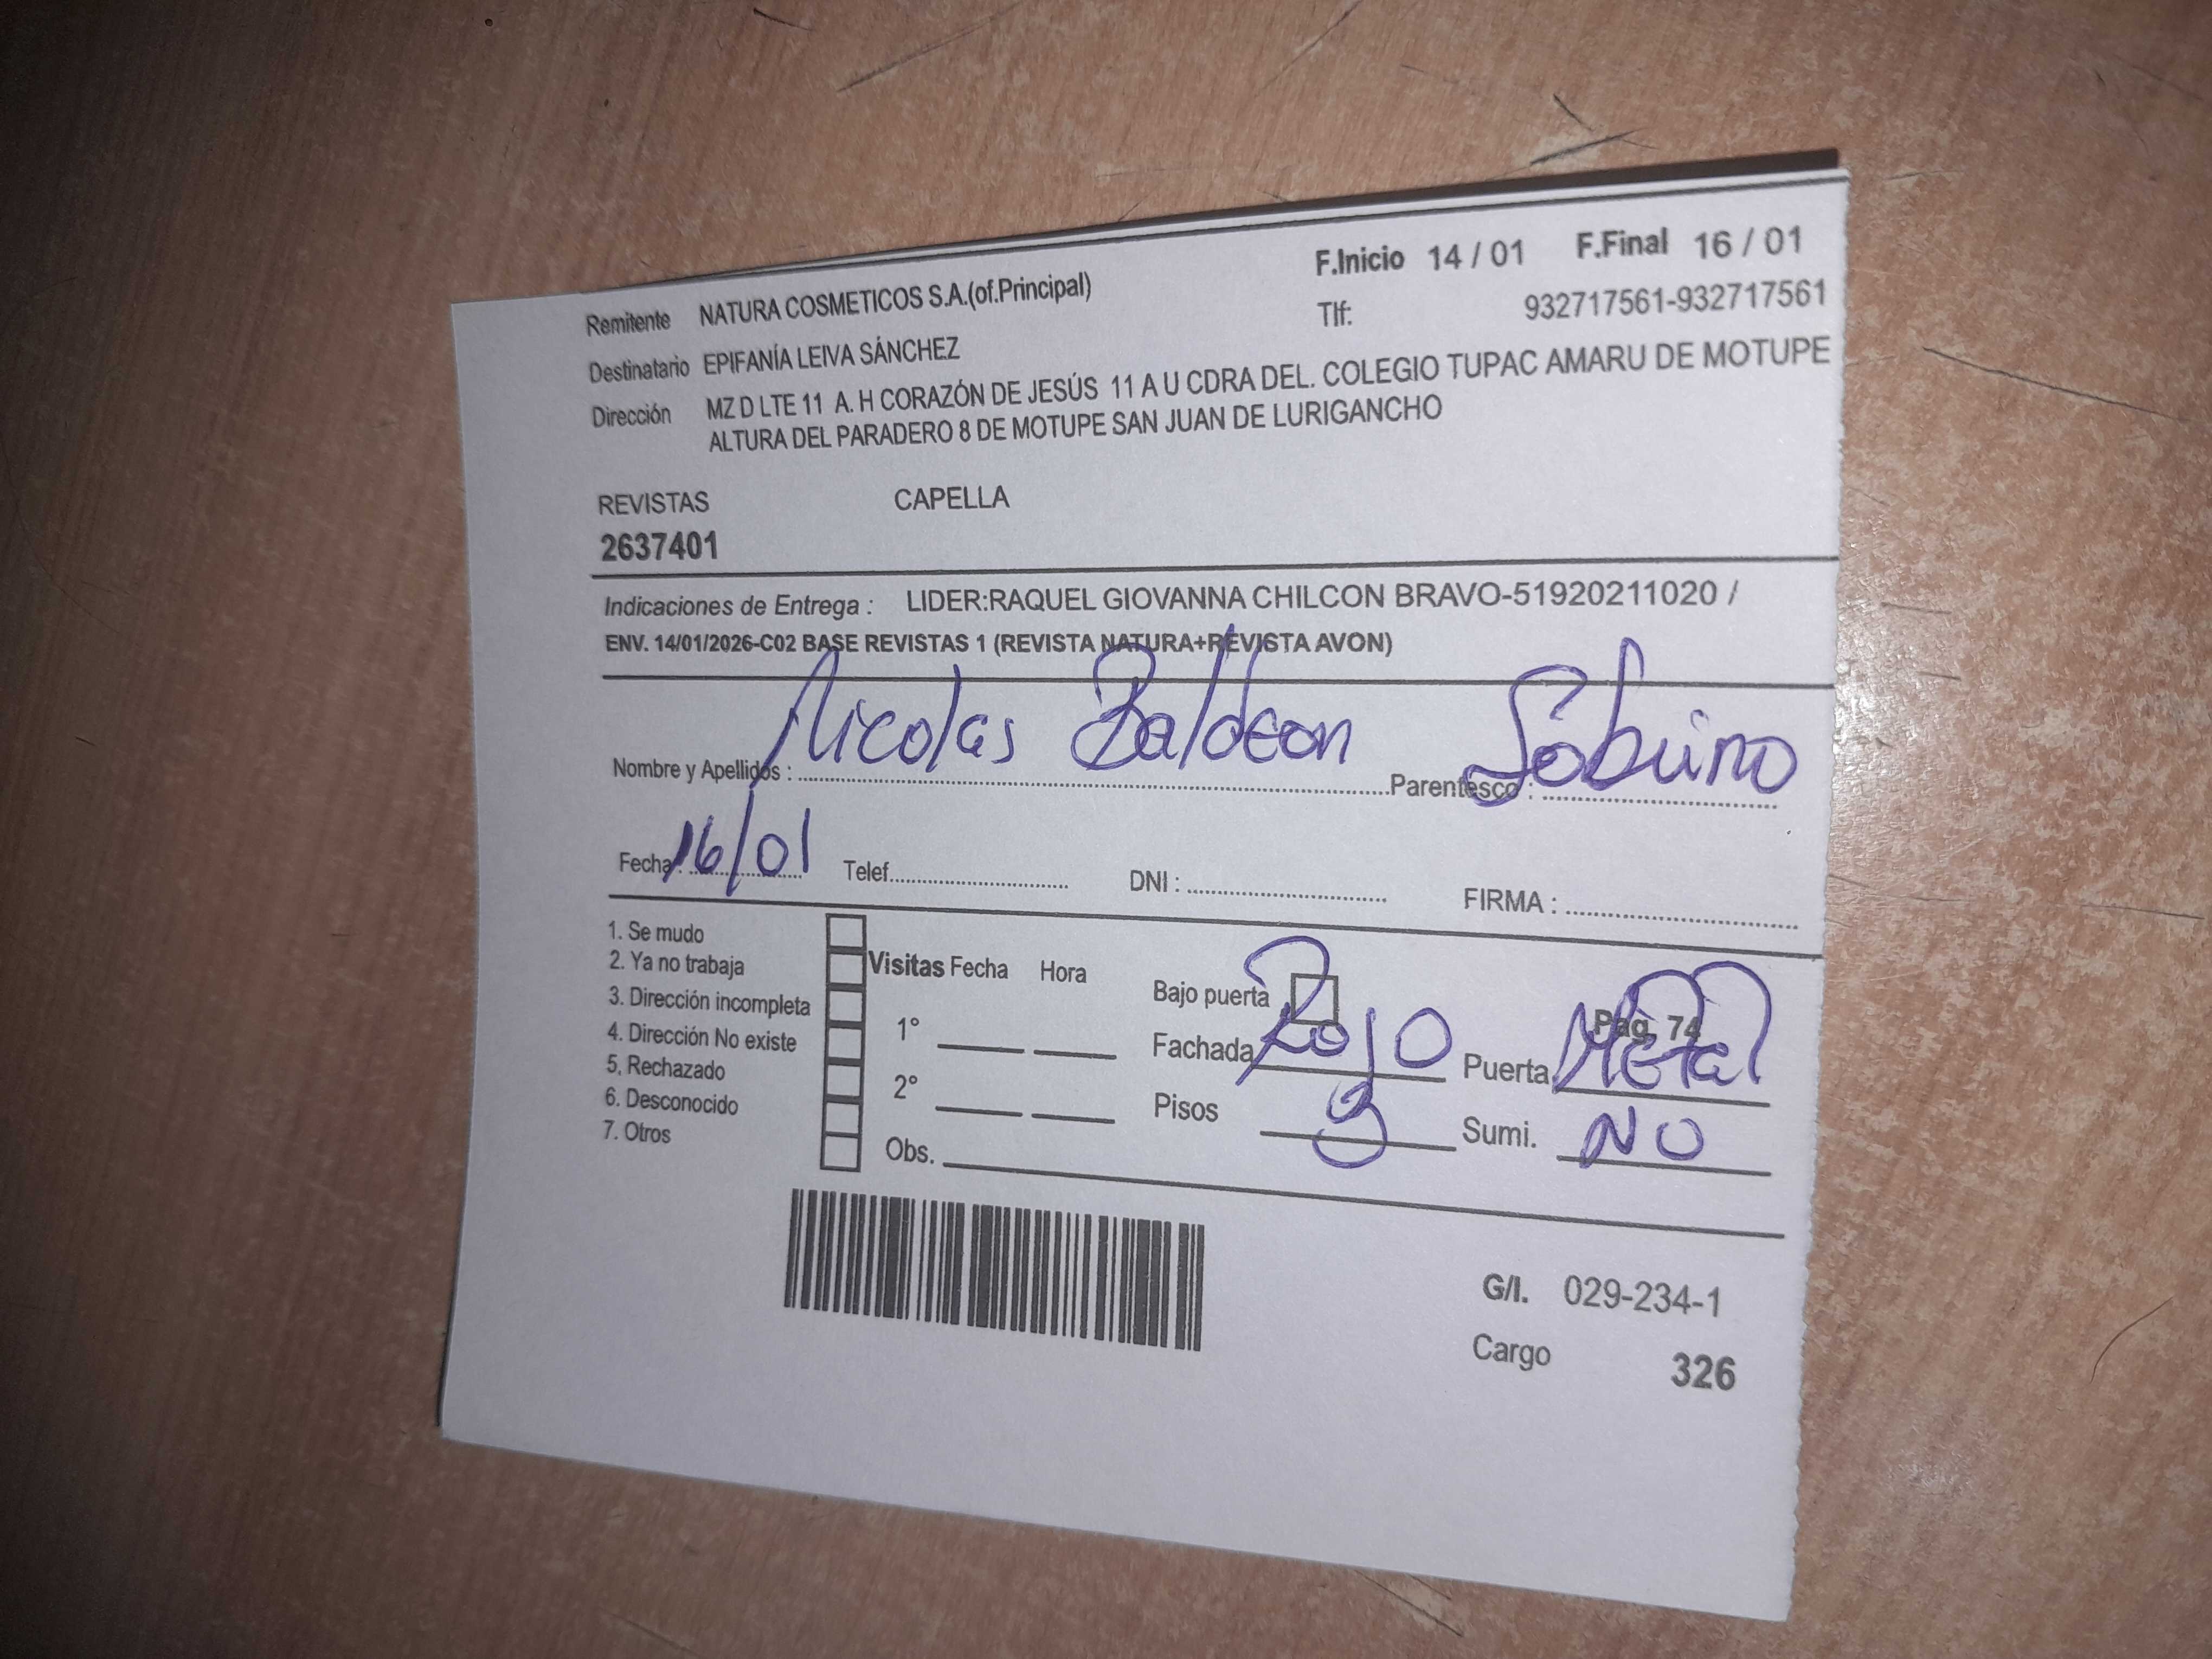 Remitente NATURA COSMETICOS S.A.(of.Principal) F.Inicio 14 / 01 F.Final 16 / 01
Tlf: 932717561-932717561
Destinatario EPIFANÍA LEIVA SÁNCHEZ
Dirección MZ D LTE 11 A. H CORAZÓN DE JESÚS 11 A U CDRA DEL. COLEGIO TUPAC AMARU DE MOTUPE
ALTURA DEL PARADERO 8 DE MOTUPE SAN JUAN DE LURIGANCHO
REVISTAS CAPELLA
2637401
Indicaciones de Entrega : LIDER:RAQUEL GIOVANNA CHILCON BRAVO-51920211020 /
ENV. 14/01/2026-C02 BASE REVISTAS 1 (REVISTA NATURA+REVISTA AVON)
Nombre y Apellidos : Nicolas Baldeon Parentesco : Sobrino
Fecha : 16/01 Telef. DNI : FIRMA :
1. Se mudo
2. Ya no trabaja
3. Dirección incompleta
4. Dirección No existe
5. Rechazado
6. Desconocido
7. Otros
Visitas Fecha Hora
1°
2°
Obs.
Bajo puerta Pag. 74
Fachada Rojo Puerta Metal
Pisos 3 Sumi. NO
G/I. 029-234-1
Cargo 326